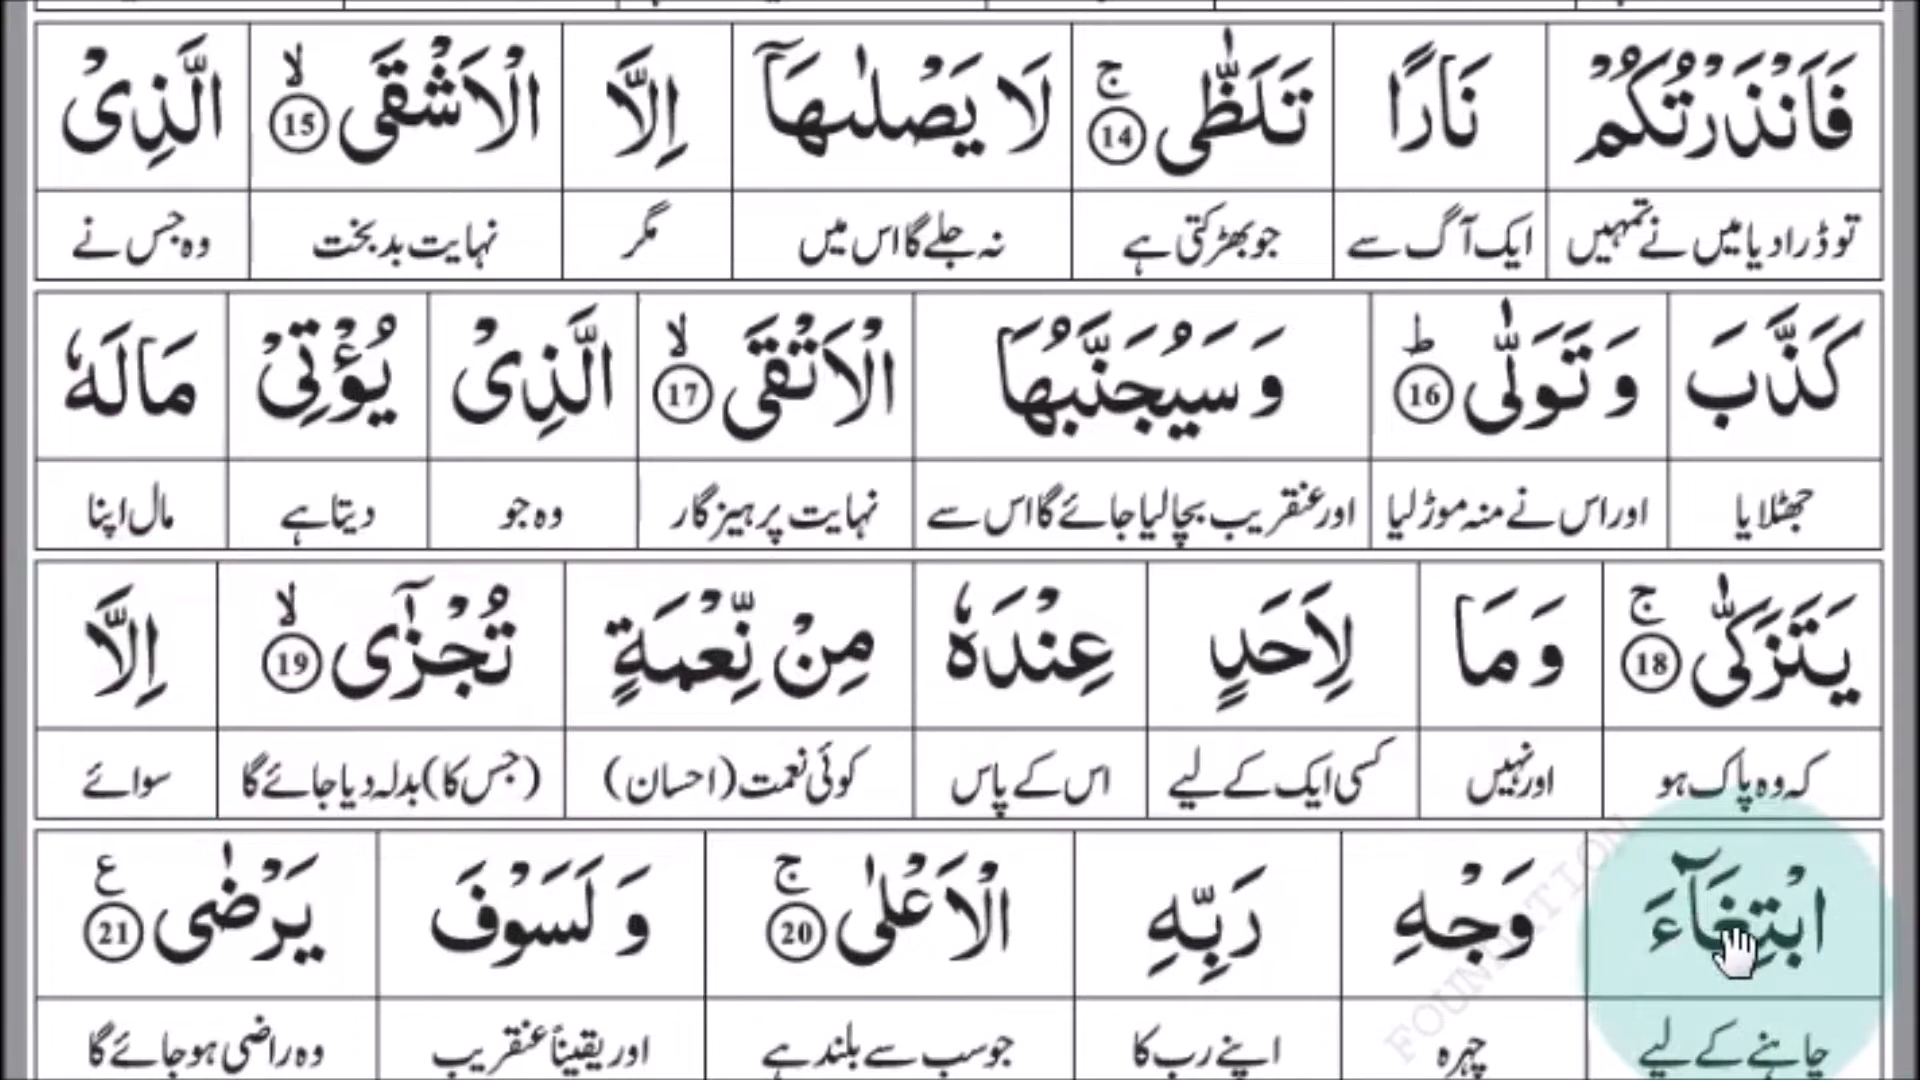 فَاَنْذَرْتُكُمْ نَارًا تَلَظّٰى ۚ 14 لَا يَصْلٰىهَاۤ اِلَّا الْاَشْقَى ۙ 15 الَّذِىْ
تو ڈرا دیا میں نے تمہیں ایک آگ سے جو بھڑکتی ہے نہ جلے گا اس میں مگر نہایت بدبخت وہ جس نے
كَذَّبَ وَ تَوَلّٰى ؕ 16 وَ سَيُجَنَّبُهَا الْاَتْقَى ۙ 17 الَّذِىْ يُؤْتِىْ مَالَهٗ
جھٹلایا اور اس نے منہ موڑ لیا اور عنقریب بچا لیا جائے گا اس سے نہایت پرہیزگار وہ جو دیتا ہے مال اپنا
يَتَزَكّٰى ۚ 18 وَ مَا لِاَحَدٍ عِنْدَهٗ مِنْ نِّعْمَةٍ تُجْزٰٓى ۙ 19 اِلَّا
کہ وہ پاک ہو اور نہیں کسی ایک کے لیے اس کے پاس کوئی نعمت (احسان) (جس کا) بدلہ دیا جائے گا سوائے
ابْتِغَآءَ وَجْهِ رَبِّهِ الْاَعْلٰى ۚ 20 وَ لَسَوْفَ يَرْضٰى ع 21
چاہنے کے لیے چہرہ اپنے رب کا جو سب سے بلند ہے اور یقیناً عنقریب وہ راضی ہو جائے گا
FOUNDATION